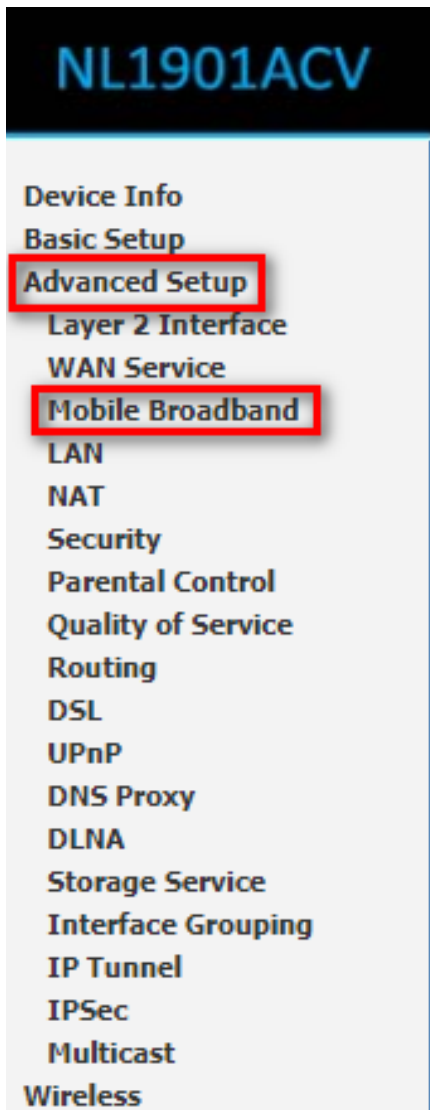 NL1901ACV
Device Info
Basic Setup
Advanced Setup
Layer 2 Interface
WAN Service
Mobile Broadband
LAN
NAT
Security
Parental Control
Quality of Service
Routing
DSL
UPnP
DNS Proxy
DLNA
Storage Service
Interface Grouping
IP Tunnel
IPSec
Multicast
Wireless